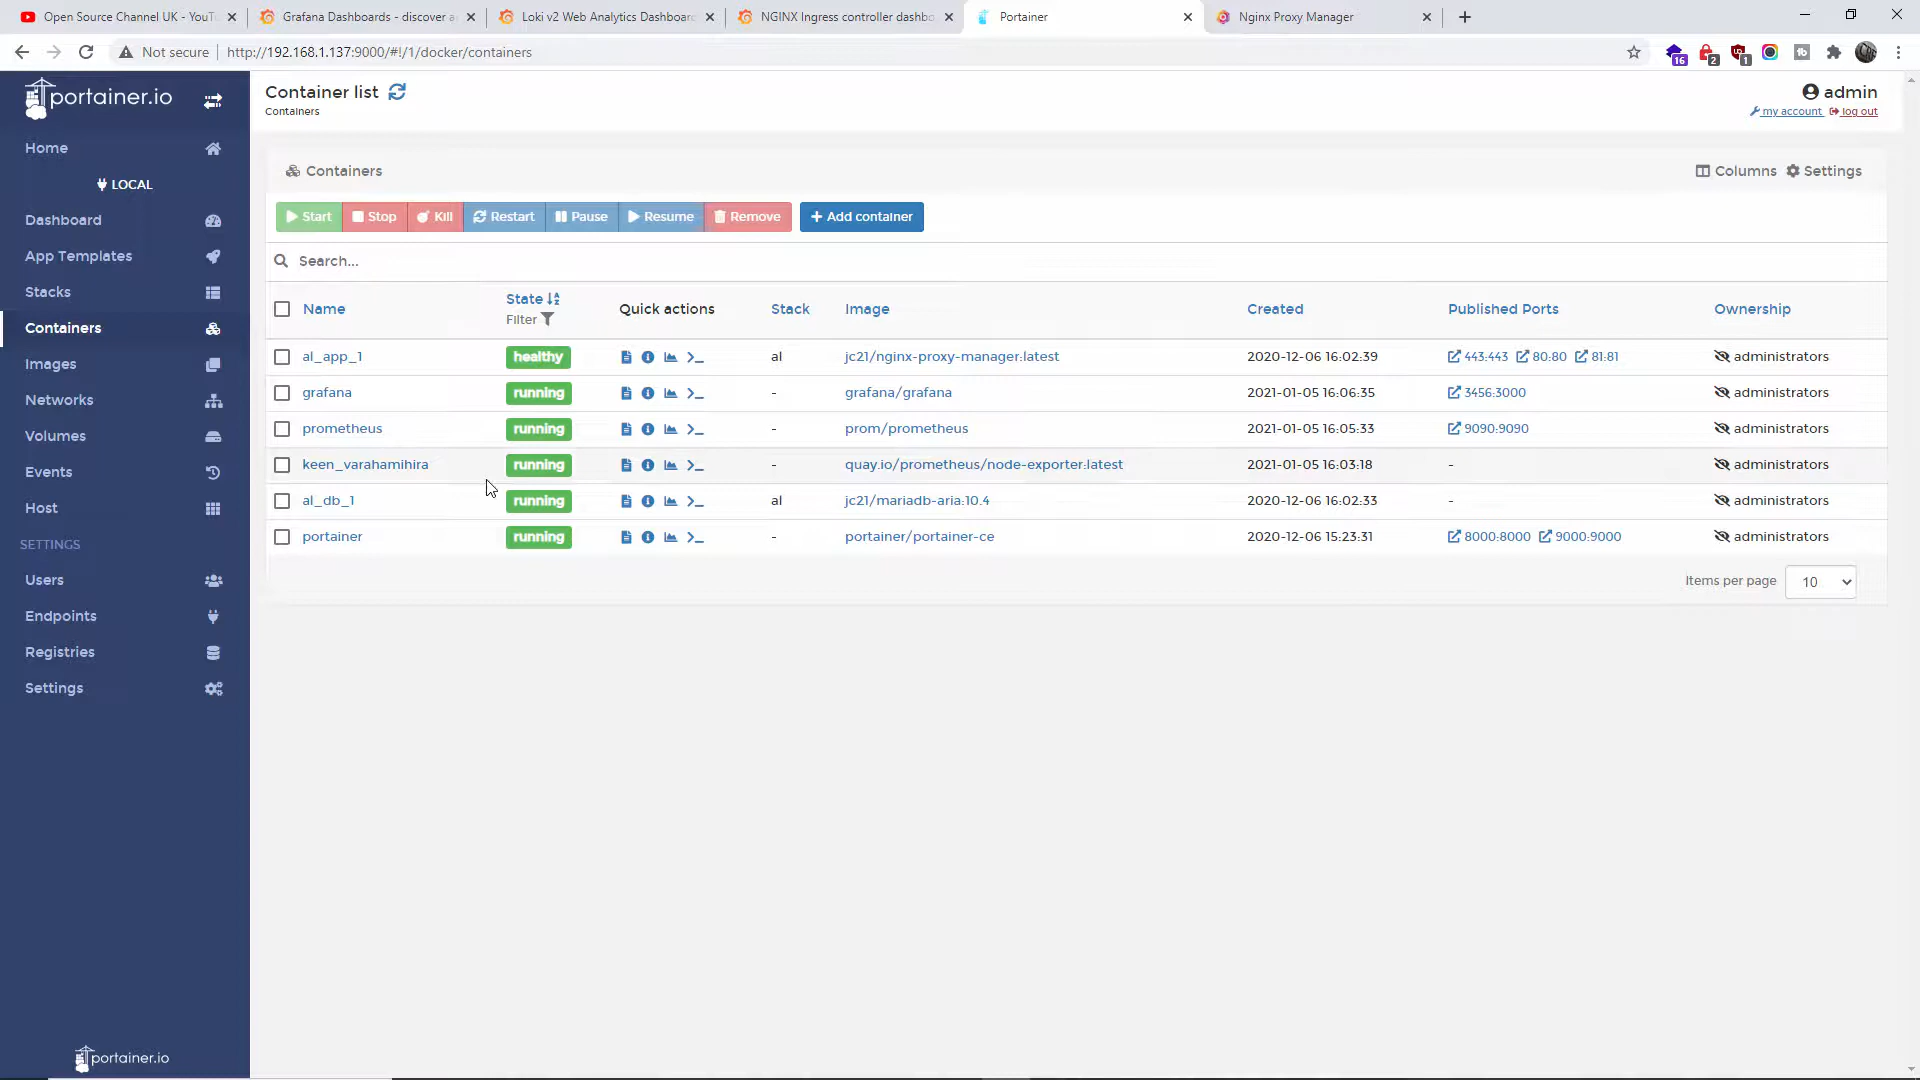 Open Source Channel UK - YouTu
Grafana Dashboards - discover a
Loki v2 Web Analytics Dashboard
NGINX Ingress controller dashbo
Portainer
Nginx Proxy Manager
Not secure
http://192.168.1.137:9000/#!/1/docker/containers
16
2
1
portainer.io
Container list
Containers
admin
my account
log out
Home
LOCAL
Dashboard
App Templates
Stacks
Containers
Images
Networks
Volumes
Events
Host
SETTINGS
Users
Endpoints
Registries
Settings
portainer.io
Containers
Columns
Settings
Start
Stop
Kill
Restart
Pause
Resume
Remove
+ Add container
Search...
Name State Filter Quick actions Stack Image Created Published Ports Ownership
al_app_1 healthy al jc21/nginx-proxy-manager:latest 2020-12-06 16:02:39 443:443 80:80 81:81 administrators
grafana running - grafana/grafana 2021-01-05 16:06:35 3456:3000 administrators
prometheus running - prom/prometheus 2021-01-05 16:05:33 9090:9090 administrators
keen_varahamihira running - quay.io/prometheus/node-exporter:latest 2021-01-05 16:03:18 - administrators
al_db_1 running al jc21/mariadb-aria:10.4 2020-12-06 16:02:33 - administrators
portainer running - portainer/portainer-ce 2020-12-06 15:23:31 8000:8000 9000:9000 administrators
Items per page 10